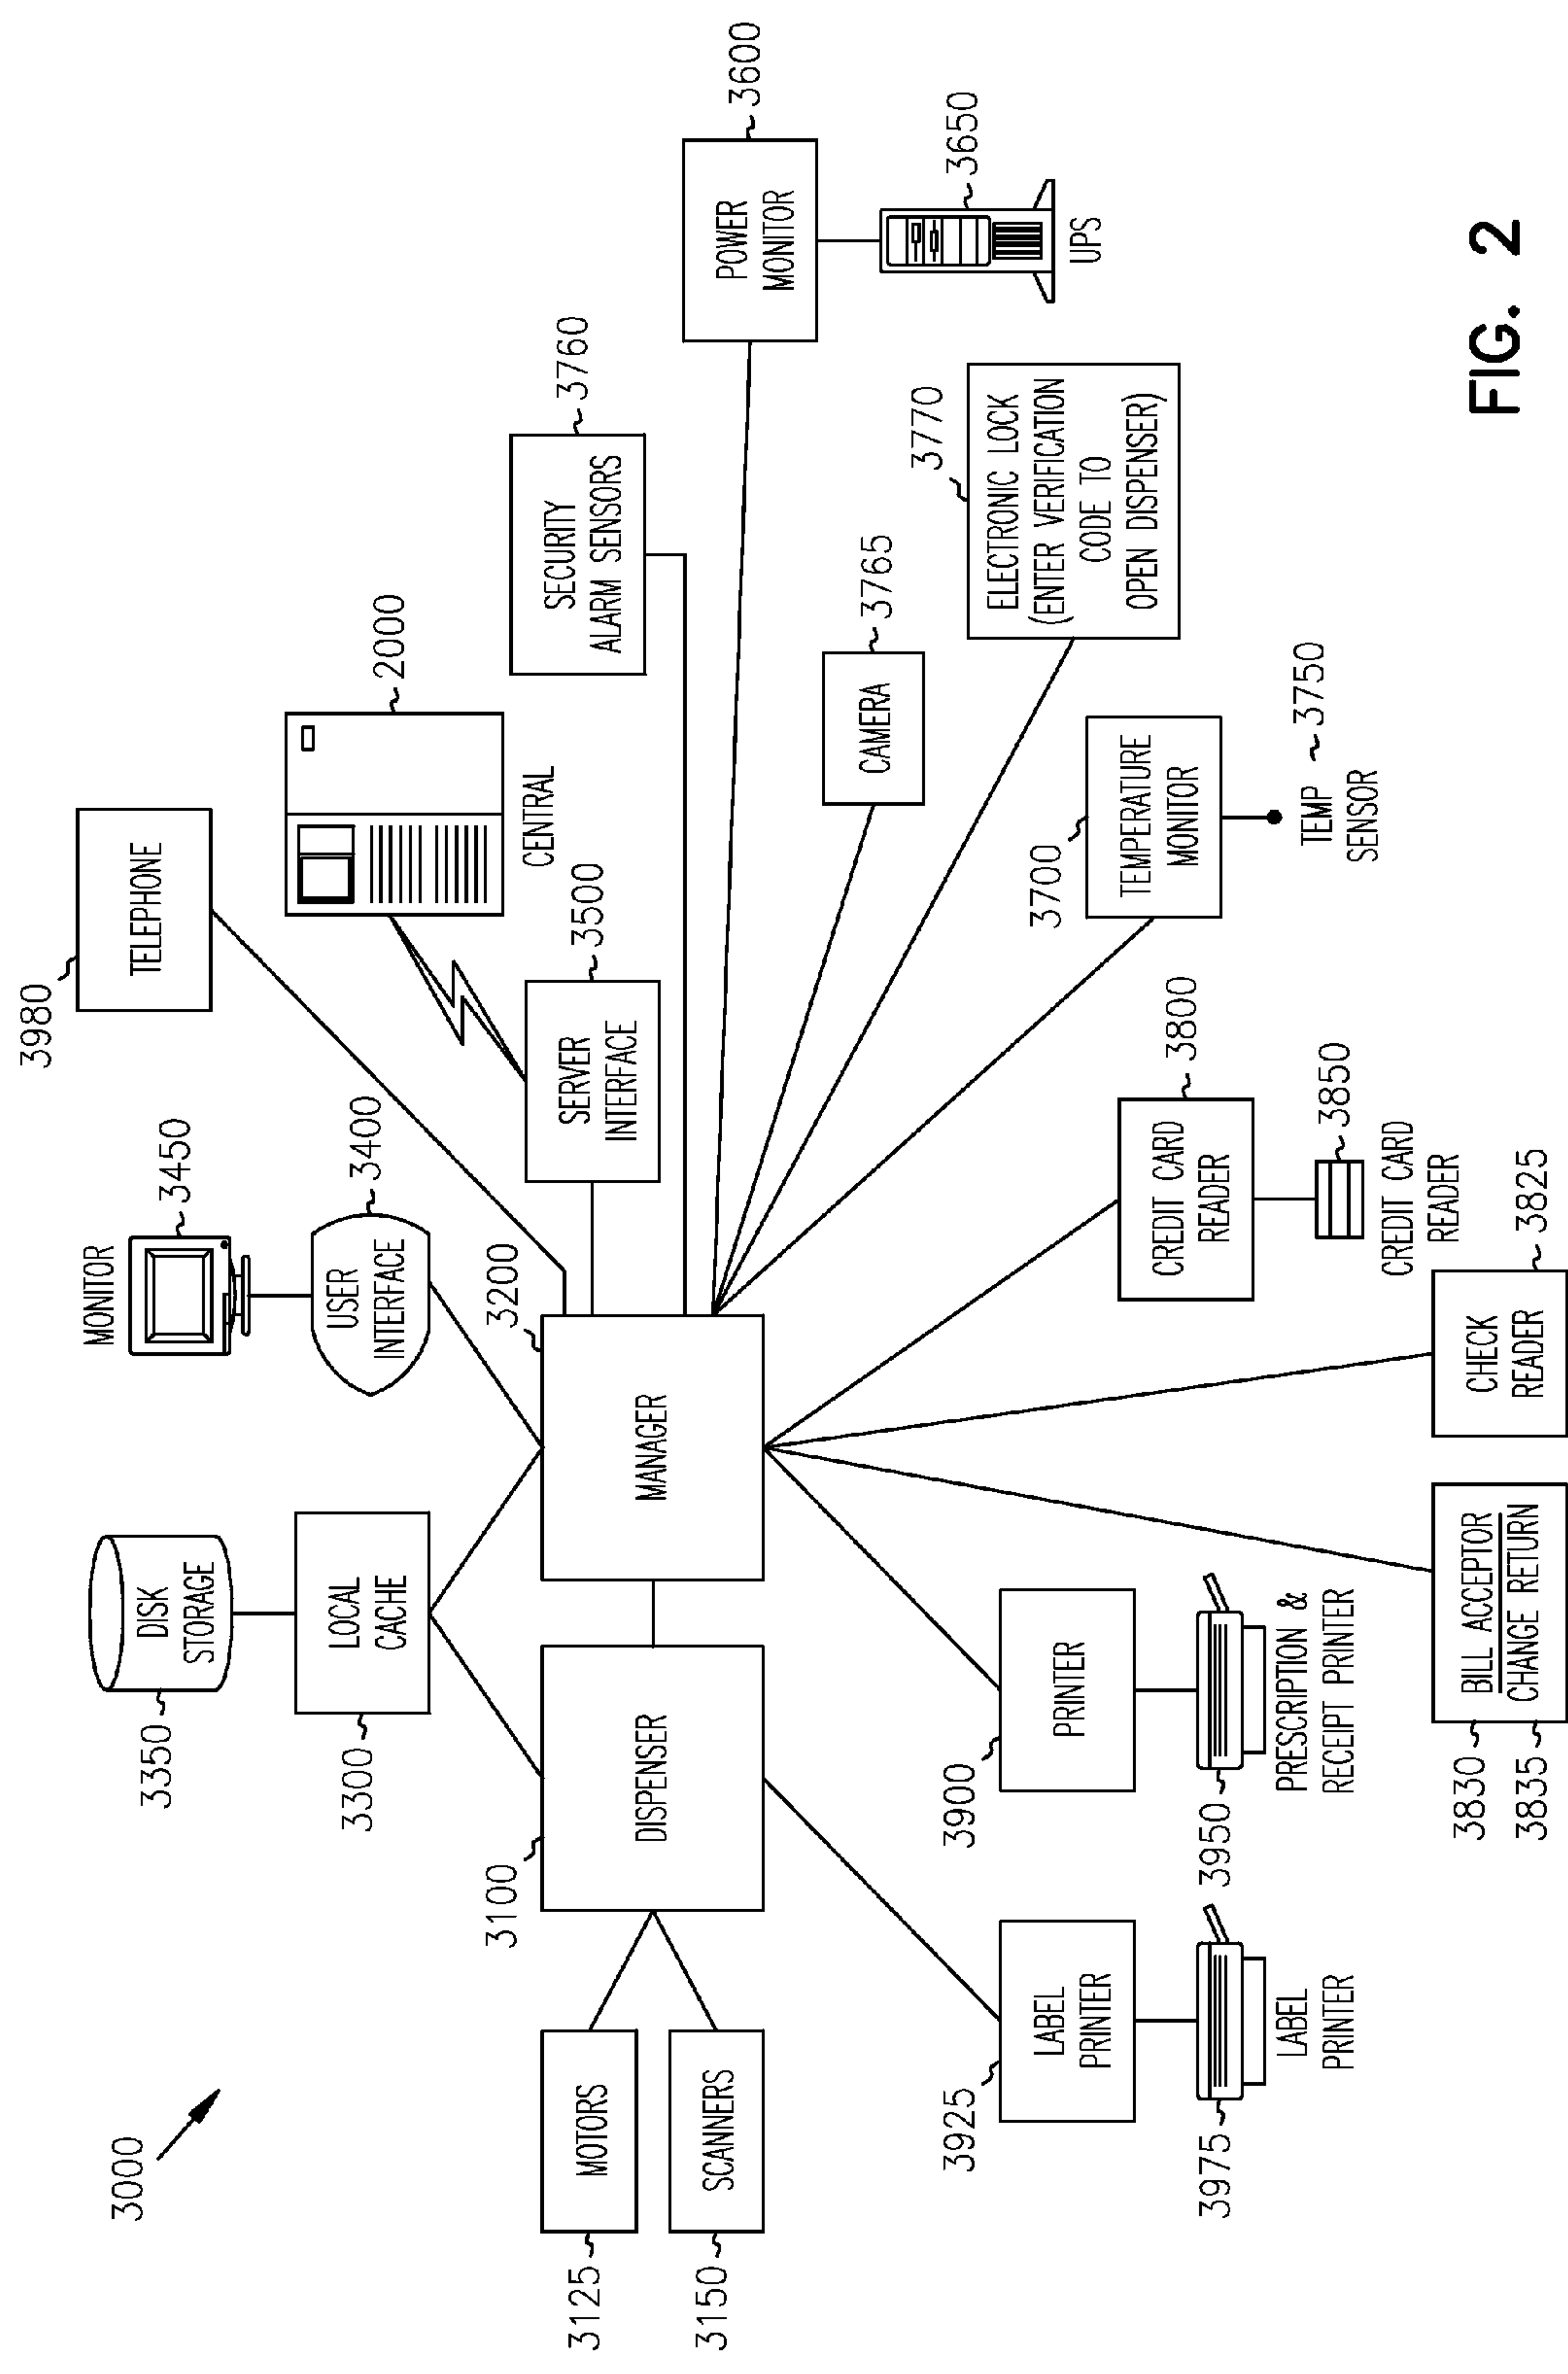 3000
3350
DISK
STORAGE
3300
LOCAL
CACHE
MONITOR
3450
USER
INTERFACE
3400
3980
TELEPHONE
2000
CENTRAL
3500
SERVER
INTERFACE
3760
SECURITY
ALARM SENSORS
3600
POWER
MONITOR
3650
UPS
3125
MOTORS
3150
SCANNERS
3100
DISPENSER
3200
MANAGER
3765
CAMERA
3770
ELECTRONIC LOCK
(ENTER VERIFICATION
CODE TO
OPEN DISPENSER)
3700
TEMPERATURE
MONITOR
TEMP
SENSOR
3750
3925
LABEL
PRINTER
3975
LABEL
PRINTER
3900
PRINTER
3950
PRESCRIPTION &
RECEIPT PRINTER
3800
CREDIT CARD
READER
3850
CREDIT CARD
READER
3830
BILL ACCEPTOR
3835
CHANGE RETURN
CHECK
READER
3825
FIG. 2